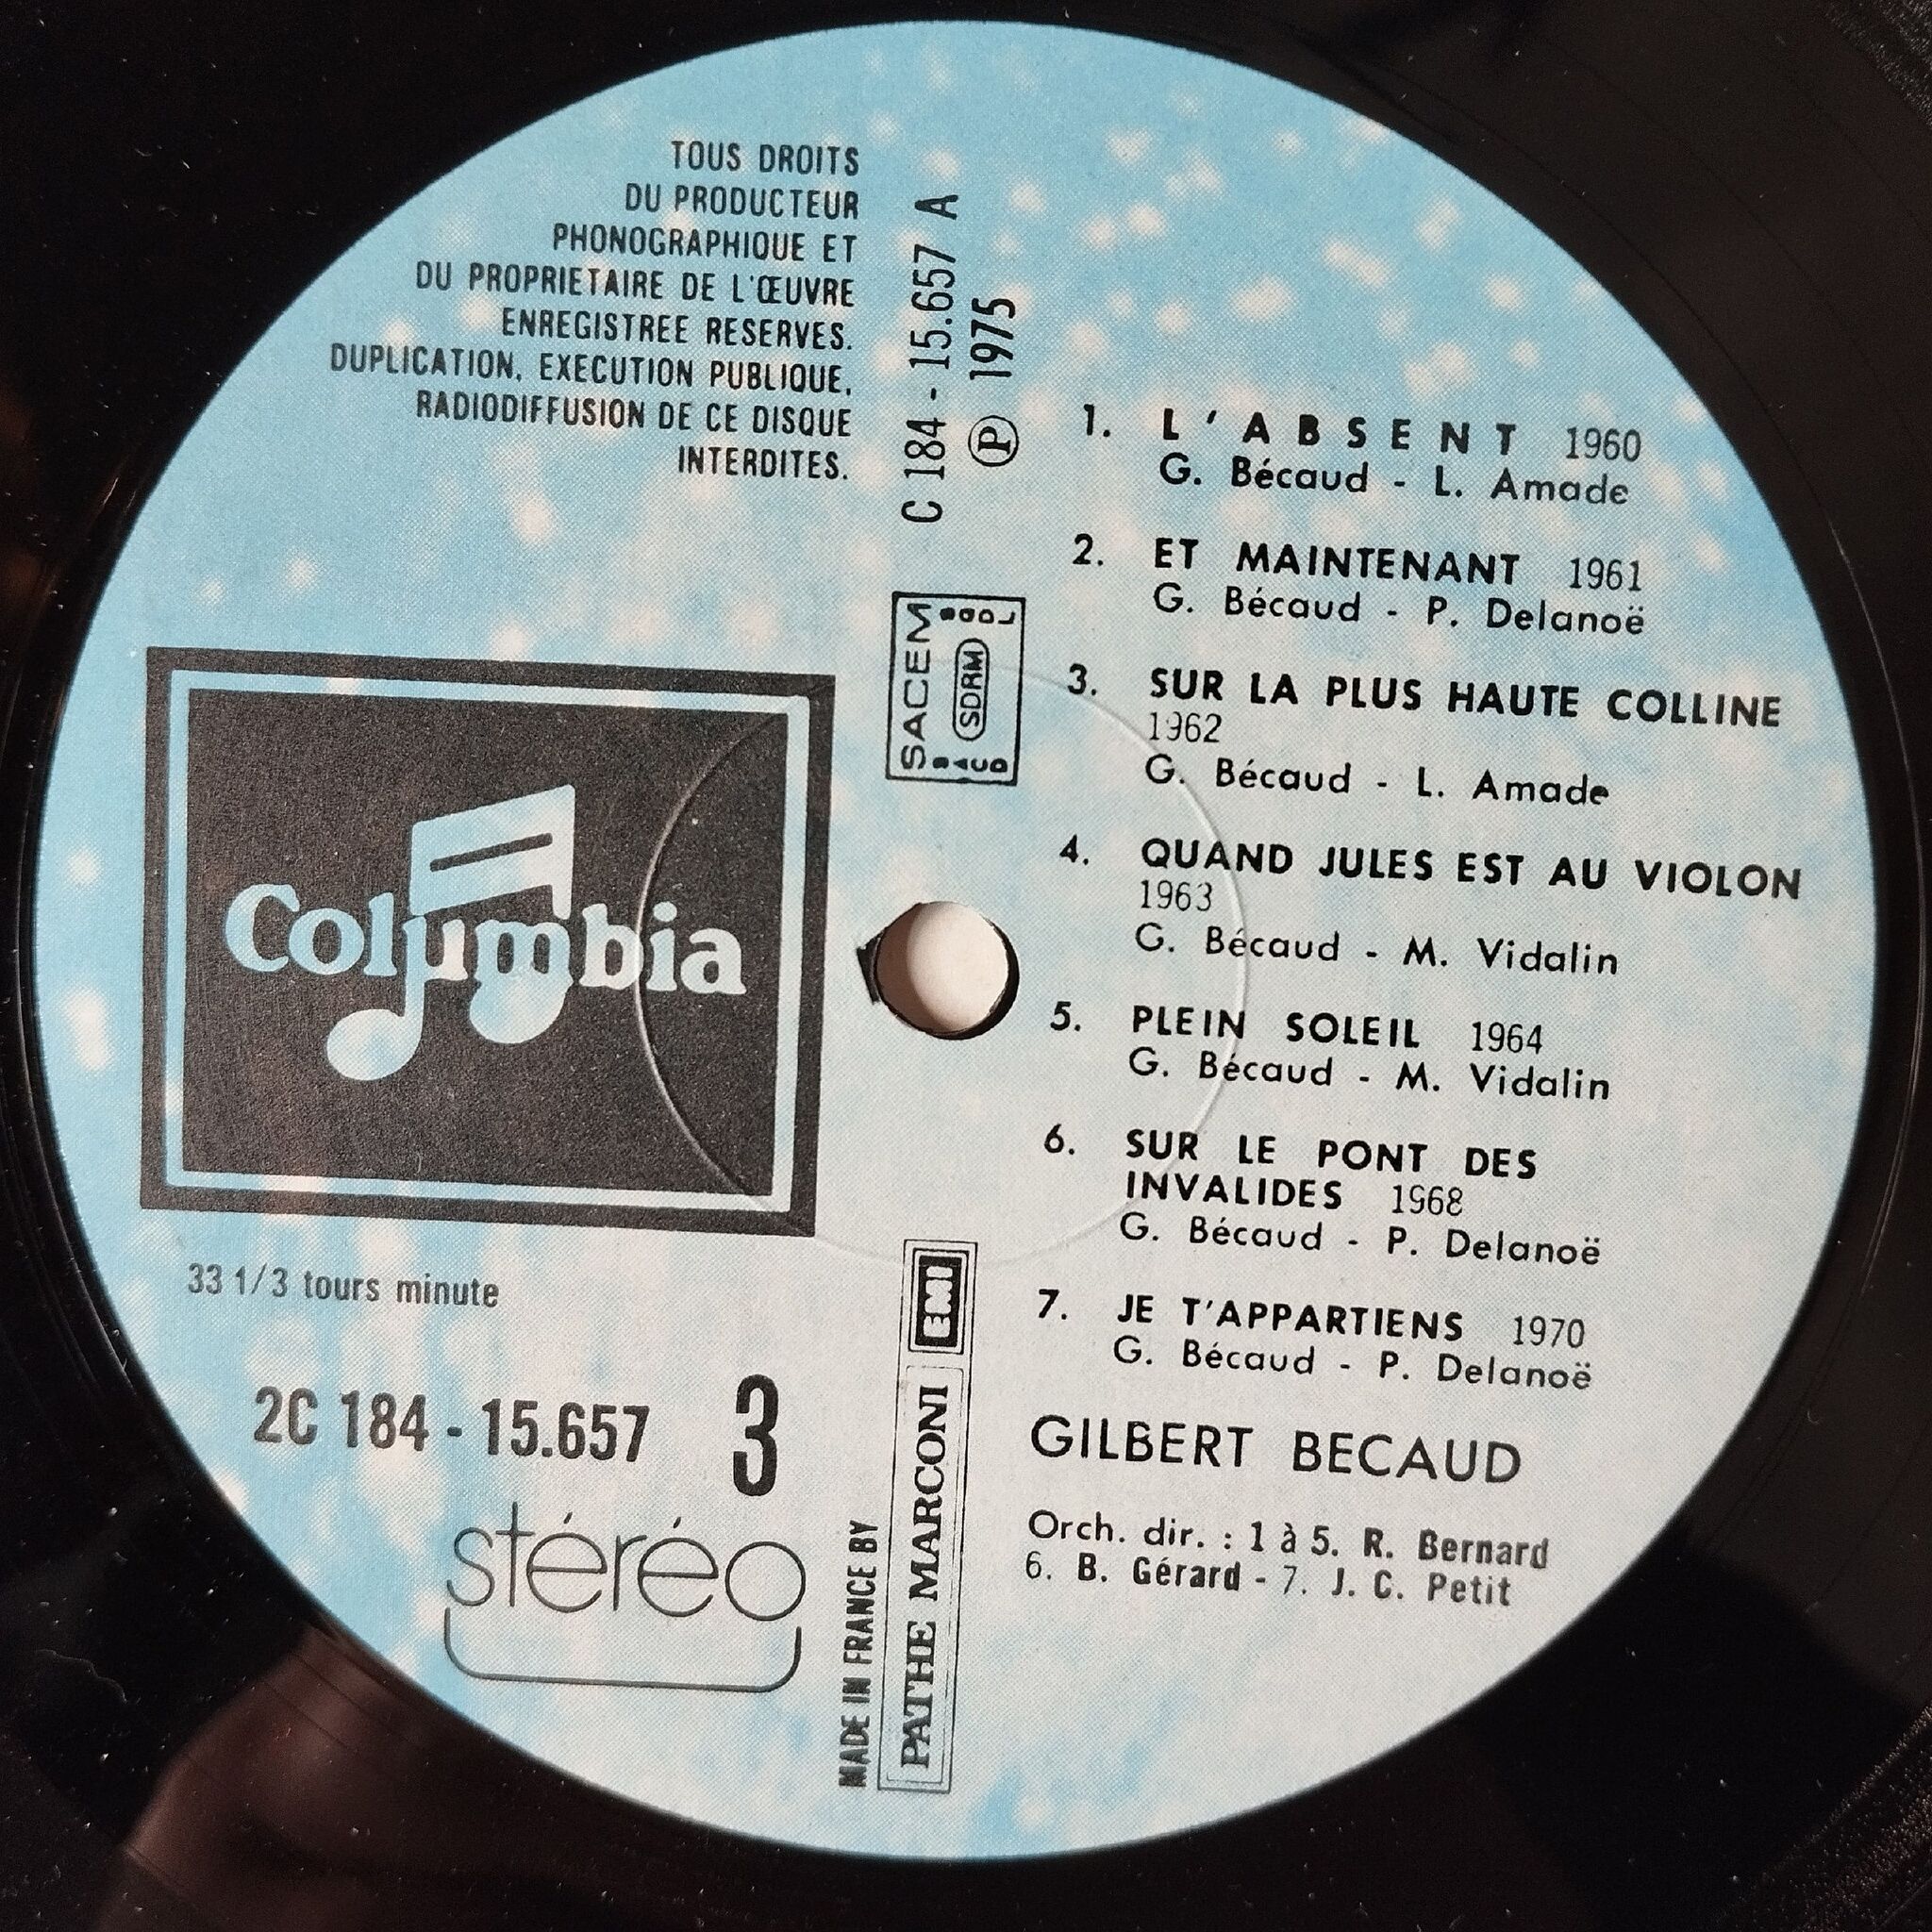 TOUS DROITS
DU PRODUCTEUR
PHONOGRAPHIQUE ET
DU PROPRIETAIRE DE L'ŒUVRE
ENREGISTREE RESERVES.
DUPLICATION, EXECUTION PUBLIQUE,
RADIODIFFUSION DE CE DISQUE
INTERDITES.
C 184 - 15.657 A
Ⓟ 1975
SACEM
SDRM
Columbia
33 1/3 tours minute
2C 184 - 15.657 3
stéréo
MADE IN FRANCE BY
PATHE MARCONI EMI
1. L'ABSENT 1960
G. Bécaud - L. Amade
2. ET MAINTENANT 1961
G. Bécaud - P. Delanoë
3. SUR LA PLUS HAUTE COLLINE
1962
G. Bécaud - L. Amade
4. QUAND JULES EST AU VIOLON
1963
G. Bécaud - M. Vidalin
5. PLEIN SOLEIL 1964
G. Bécaud - M. Vidalin
6. SUR LE PONT DES
INVALIDES 1968
G. Bécaud - P. Delanoë
7. JE T'APPARTIENS 1970
G. Bécaud - P. Delanoë
GILBERT BECAUD
Orch. dir. : 1 à 5. R. Bernard
6. B. Gérard - 7. J. C. Petit